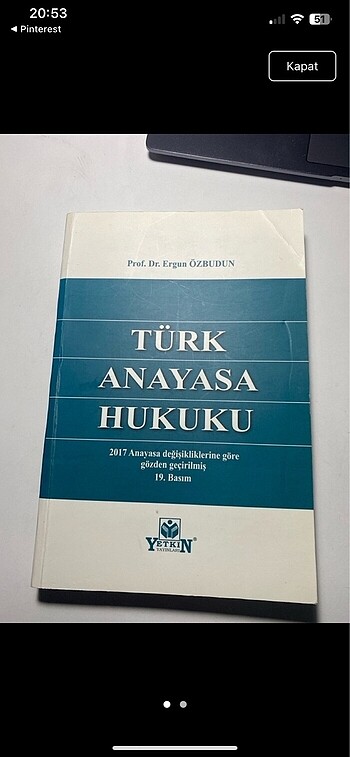 20:53
51
◀ Pinterest
Kapat
Prof. Dr. Ergun ÖZBUDUN
TÜRK
ANAYASA
HUKUKU
2017 Anayasa değişikliklerine göre
gözden geçirilmiş
19. Basım
YETKİN®
YAYINLARI